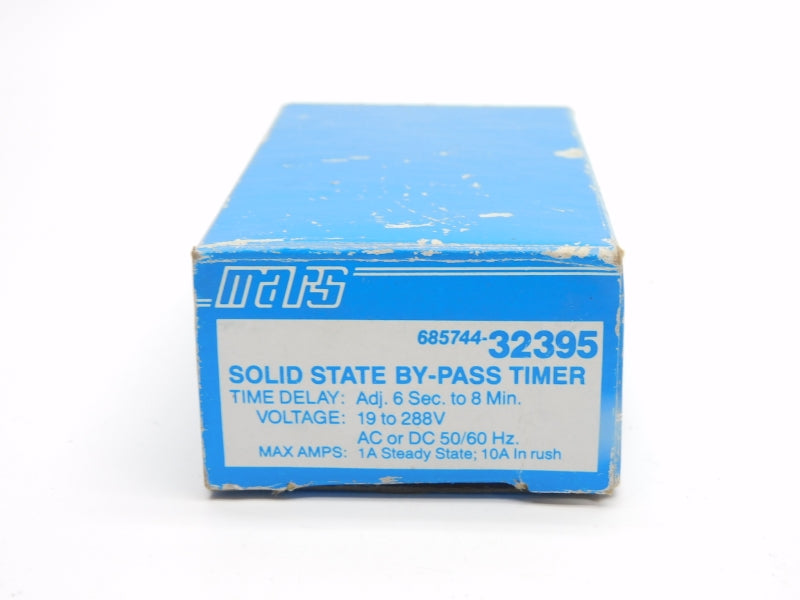 mars
685744-32395
SOLID STATE BY-PASS TIMER
TIME DELAY: Adj. 6 Sec. to 8 Min.
VOLTAGE: 19 to 288V
AC or DC 50/60 Hz.
MAX AMPS: 1A Steady State; 10A In rush